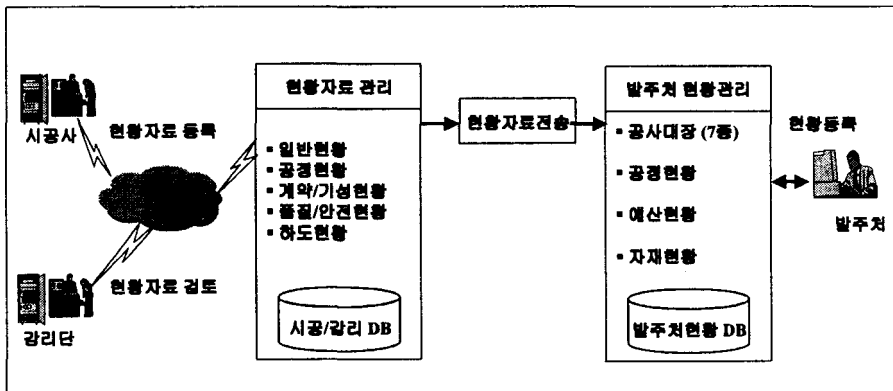 시공사
현황자료 등록
감리단
현황자료 검토
현황자료 관리
▪ 일반현황
▪ 공정현황
▪ 계약/기성현황
▪ 품질/안전현황
▪ 하도현황
시공/감리 DB
현황자료전송
발주처 현황관리
▪ 공사대장 (7종)
▪ 공정현황
▪ 예산현황
▪ 자재현황
발주처현황 DB
현황등록
발주처